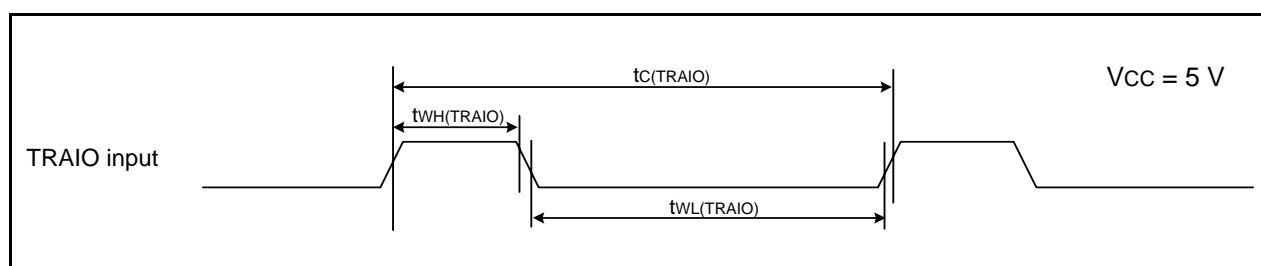 tC(TRAIO)
VCC = 5 V
tWH(TRAIO)
TRAIO input
tWL(TRAIO)